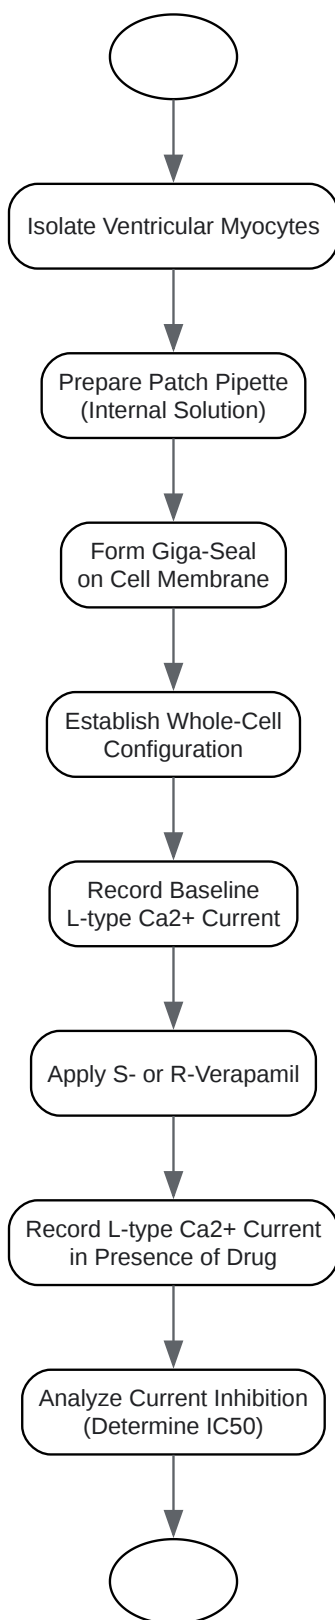 Isolate Ventricular Myocytes
Prepare Patch Pipette
(Internal Solution)
Form Giga-Seal
on Cell Membrane
Establish Whole-Cell
Configuration
Record Baseline
L-type Ca2+ Current
Apply S- or R-Verapamil
Record L-type Ca2+ Current
in Presence of Drug
Analyze Current Inhibition
(Determine IC50)